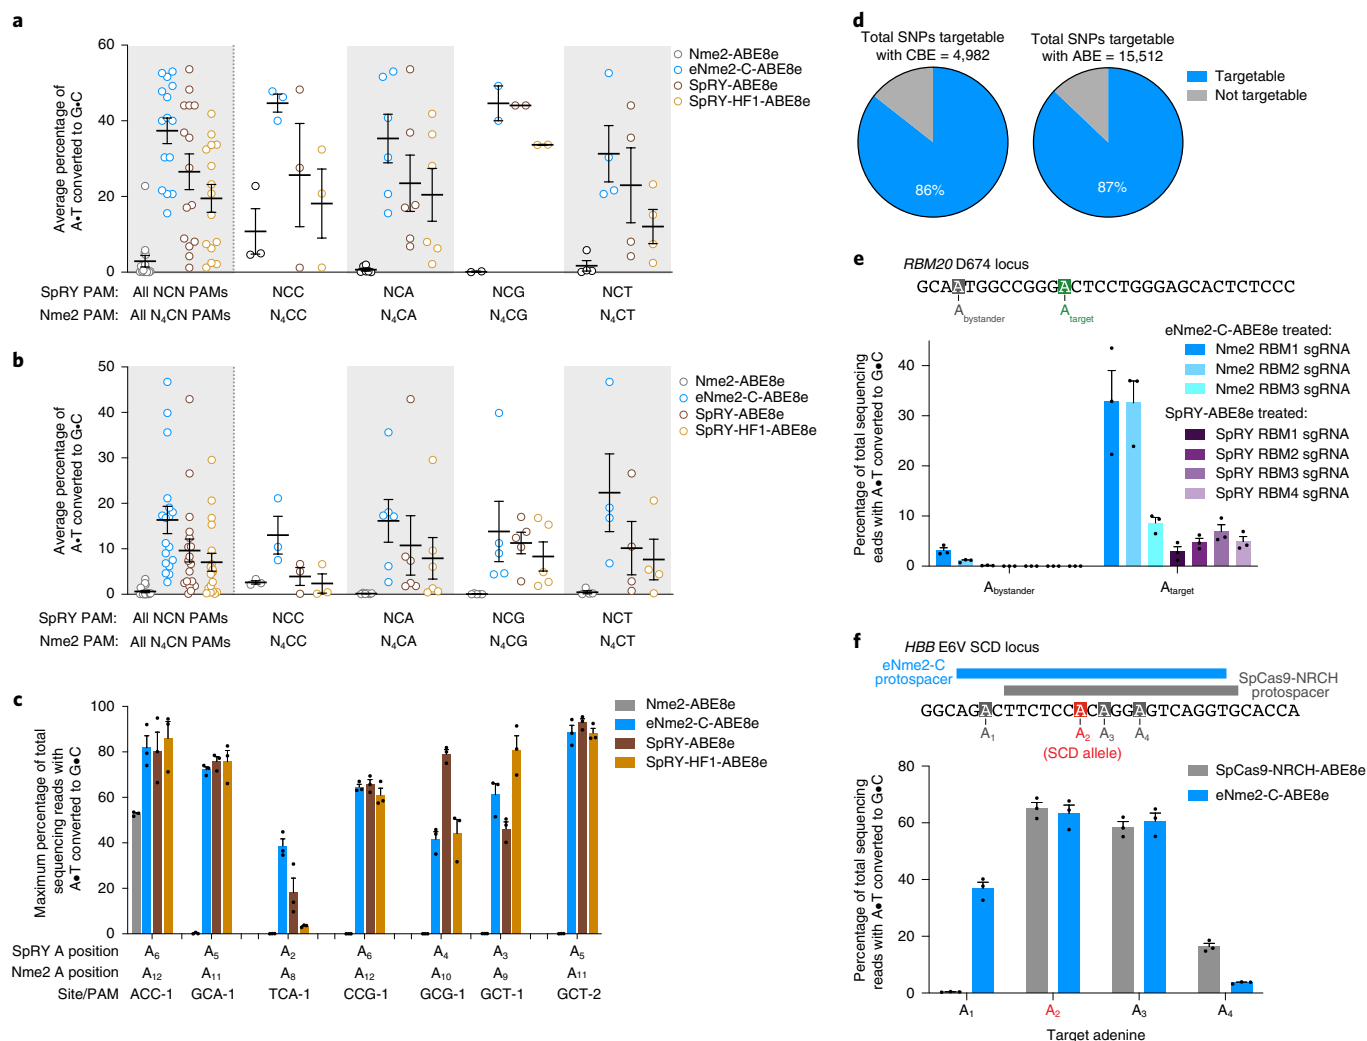 a
60
40
20
0
Average percentage of
A•T converted to G•C
Nme2-ABE8e
eNme2-C-ABE8e
SpRY-ABE8e
SpRY-HF1-ABE8e
SpRY PAM: All NCN PAMs NCC NCA NCG NCT
Nme2 PAM: All N₄CN PAMs N₄CC N₄CA N₄CG N₄CT
b
50
40
30
20
10
0
Average percentage of
A•T converted to G•C
Nme2-ABE8e
eNme2-C-ABE8e
SpRY-ABE8e
SpRY-HF1-ABE8e
SpRY PAM: All NCN PAMs NCC NCA NCG NCT
Nme2 PAM: All N₄CN PAMs N₄CC N₄CA N₄CG N₄CT
c
100
80
60
40
20
0
Maximum percentage of total
sequencing reads with
A•T converted to G•C
Nme2-ABE8e
eNme2-C-ABE8e
SpRY-ABE8e
SpRY-HF1-ABE8e
SpRY A position A₆ A₅ A₂ A₆ A₄ A₃ A₅
Nme2 A position A₁₂ A₁₁ A₈ A₁₂ A₁₀ A₉ A₁₁
Site/PAM ACC-1 GCA-1 TCA-1 CCG-1 GCG-1 GCT-1 GCT-2
d
Total SNPs targetable
with CBE = 4,982
Total SNPs targetable
with ABE = 15,512
Targetable
Not targetable
86%
87%
e
RBM20 D674 locus
GCAATGGCCGGGACTCCTGGGAGCACTCTCCC
A bystander
A target
eNme2-C-ABE8e treated:
Nme2 RBM1 sgRNA
Nme2 RBM2 sgRNA
Nme2 RBM3 sgRNA
SpRY-ABE8e treated:
SpRY RBM1 sgRNA
SpRY RBM2 sgRNA
SpRY RBM3 sgRNA
SpRY RBM4 sgRNA
40
30
20
10
0
Percentage of total sequencing
eads with A•T converted to G•C
A bystander
A target
f
HBB E6V SCD locus
eNme2-C
protospacer
SpCas9-NRCH
protospacer
GGCAGACTTCTCCACAGGAGTCAGGTGCACCA
A₁ A₂ A₃ A₄
(SCD allele)
80
60
40
20
0
Percentage of total sequencing
reads with A•T converted to G•C
SpCas9-NRCH-ABE8e
eNme2-C-ABE8e
A₁ A₂ A₃ A₄
Target adenine